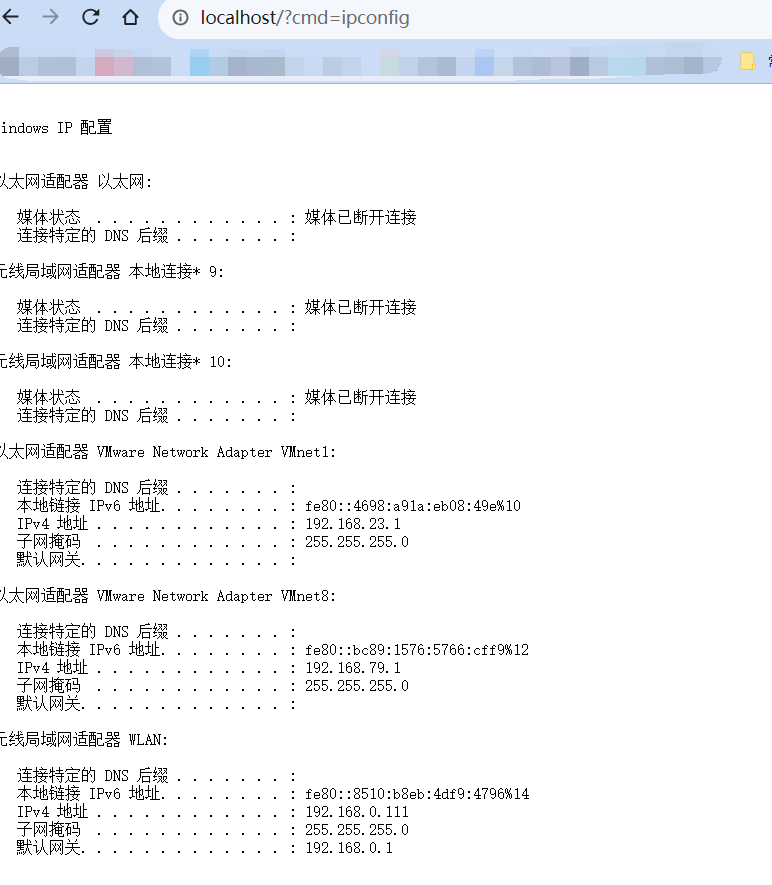 localhost/?cmd=ipconfig
indows IP 配置
以太网适配器 以太网:
媒体状态 . . . . . . . . . . . . : 媒体已断开连接
连接特定的 DNS 后缀 . . . . . . . :
无线局域网适配器 本地连接* 9:
媒体状态 . . . . . . . . . . . . : 媒体已断开连接
连接特定的 DNS 后缀 . . . . . . . :
无线局域网适配器 本地连接* 10:
媒体状态 . . . . . . . . . . . . : 媒体已断开连接
连接特定的 DNS 后缀 . . . . . . . :
以太网适配器 VMware Network Adapter VMnet1:
连接特定的 DNS 后缀 . . . . . . . :
本地链接 IPv6 地址. . . . . . . . : fe80::4698:a91a:eb08:49e%10
IPv4 地址 . . . . . . . . . . . . : 192.168.23.1
子网掩码 . . . . . . . . . . . . : 255.255.255.0
默认网关. . . . . . . . . . . . . :
以太网适配器 VMware Network Adapter VMnet8:
连接特定的 DNS 后缀 . . . . . . . :
本地链接 IPv6 地址. . . . . . . . : fe80::bc89:1576:5766:cff9%12
IPv4 地址 . . . . . . . . . . . . : 192.168.79.1
子网掩码 . . . . . . . . . . . . : 255.255.255.0
默认网关. . . . . . . . . . . . . :
无线局域网适配器 WLAN:
连接特定的 DNS 后缀 . . . . . . . :
本地链接 IPv6 地址. . . . . . . . : fe80::8510:b8eb:4df9:4796%14
IPv4 地址 . . . . . . . . . . . . : 192.168.0.111
子网掩码 . . . . . . . . . . . . : 255.255.255.0
默认网关. . . . . . . . . . . . . : 192.168.0.1